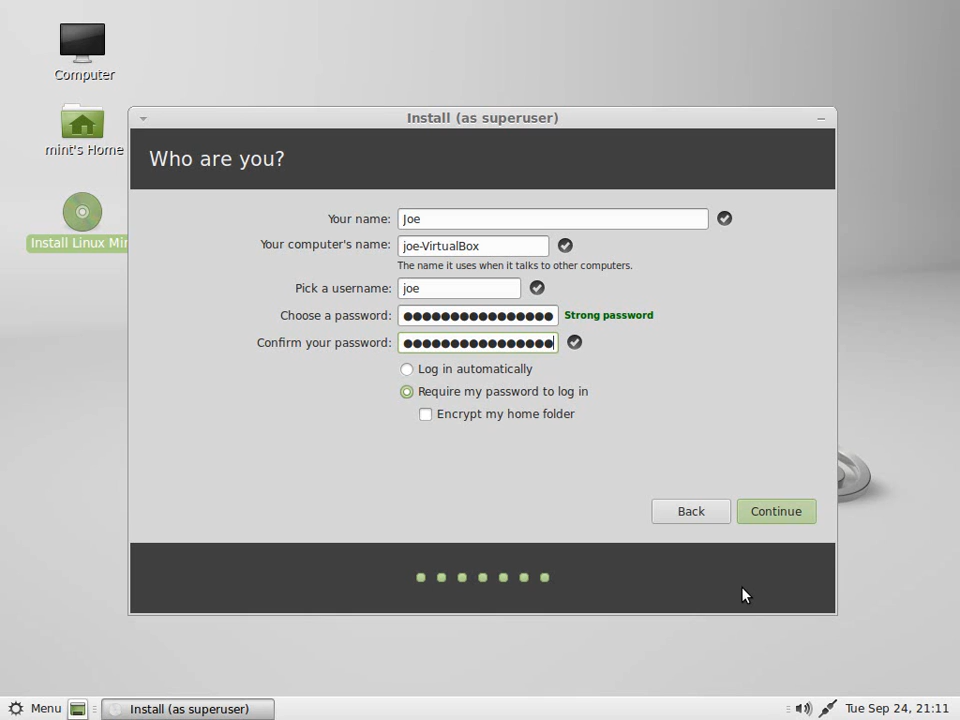 Computer
mint's Home
Install Linux Min
Install (as superuser)
Who are you?
Your name: Joe
Your computer's name: joe-VirtualBox
The name it uses when it talks to other computers.
Pick a username: joe
Choose a password: ●●●●●●●●●●●●●●●● Strong password
Confirm your password: ●●●●●●●●●●●●●●●●
Log in automatically
Require my password to log in
Encrypt my home folder
Back Continue
Menu Install (as superuser) Tue Sep 24, 21:11